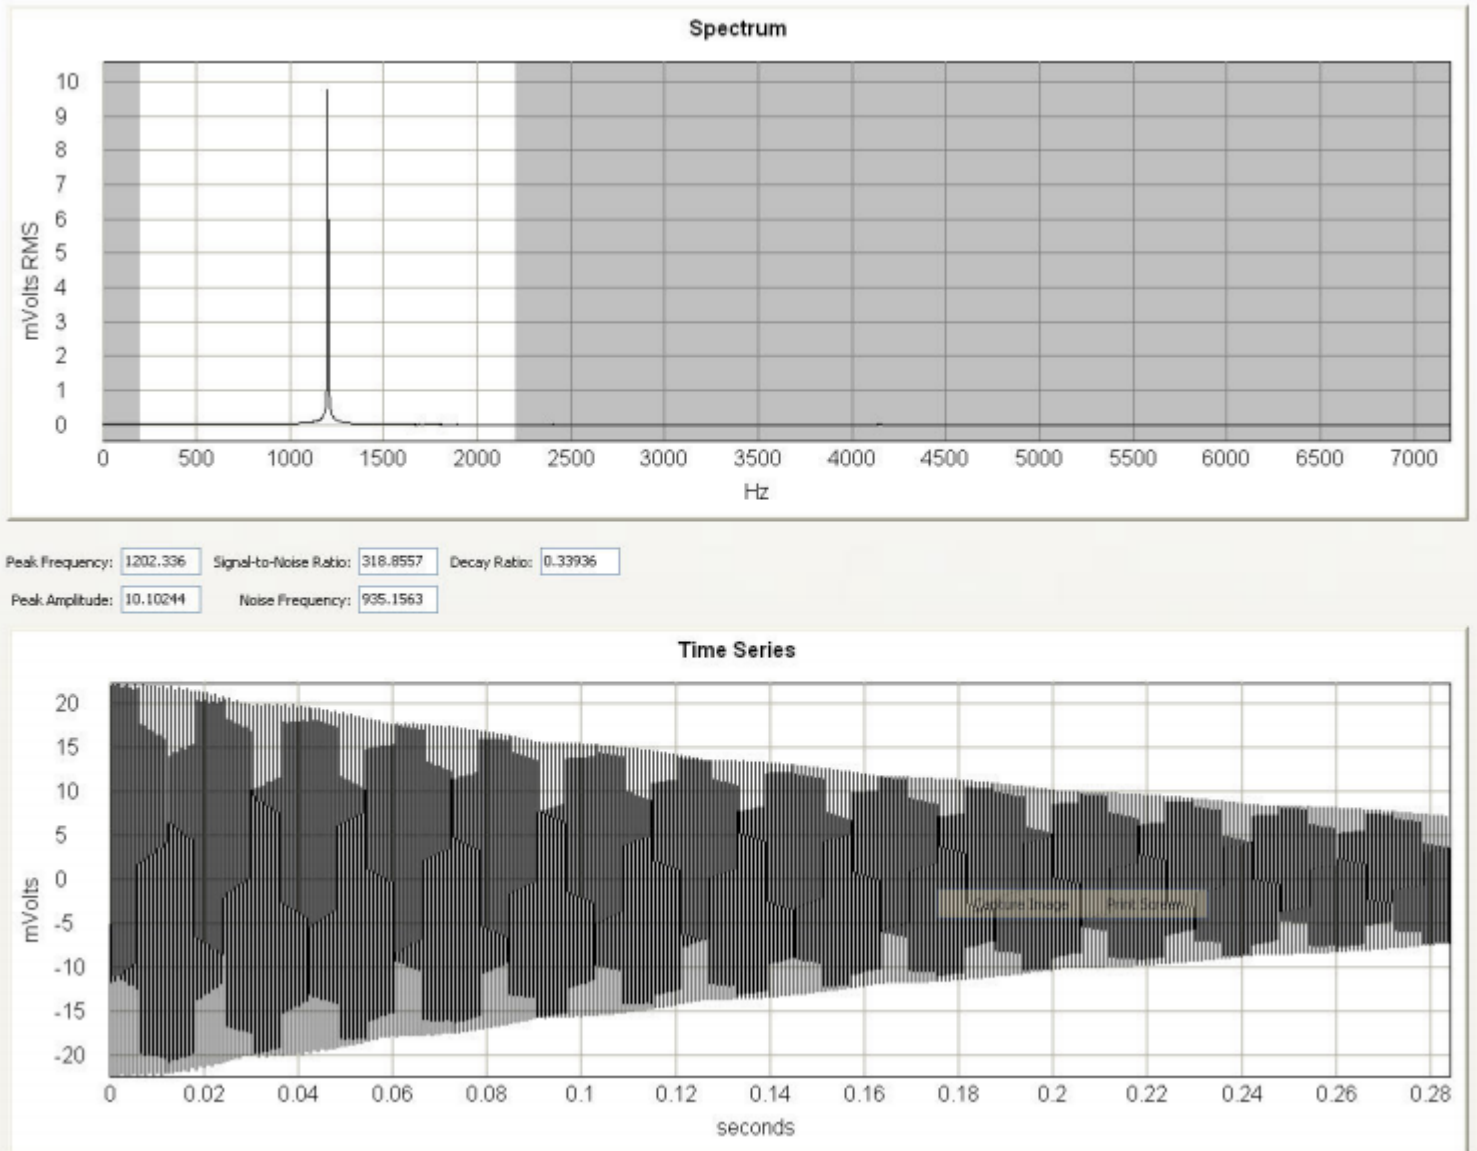 Spectrum
10
9
8
7
6
5
4
3
2
1
0
mVolts RMS
0 500 1000 1500 2000 2500 3000 3500 4000 4500 5000 5500 6000 6500 7000
Hz
Peak Frequency: 1202.336 Signal-to-Noise Ratio: 318.8557 Decay Ratio: 0.33936
Peak Amplitude: 10.10244 Noise Frequency: 935.1563
Time Series
20
15
10
5
0
-5
-10
-15
-20
mVolts
Capture Image Print Screen
0 0.02 0.04 0.06 0.08 0.1 0.12 0.14 0.16 0.18 0.2 0.22 0.24 0.26 0.28
seconds